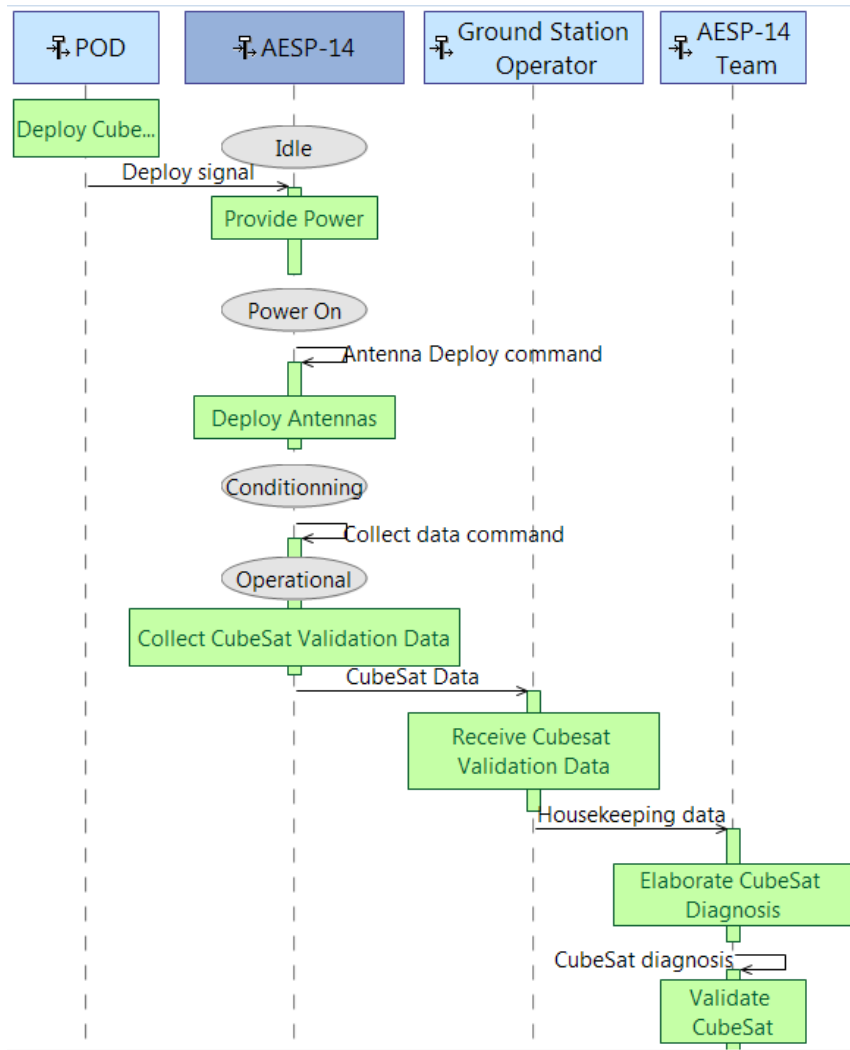 POD
AESP-14
Ground Station
Operator
AESP-14
Team
Deploy Cube...
Idle
Deploy signal
Provide Power
Power On
Antenna Deploy command
Deploy Antennas
Conditionning
Collect data command
Operational
Collect CubeSat Validation Data
CubeSat Data
Receive Cubesat
Validation Data
Housekeeping data
Elaborate CubeSat
Diagnosis
CubeSat diagnosis
Validate
CubeSat